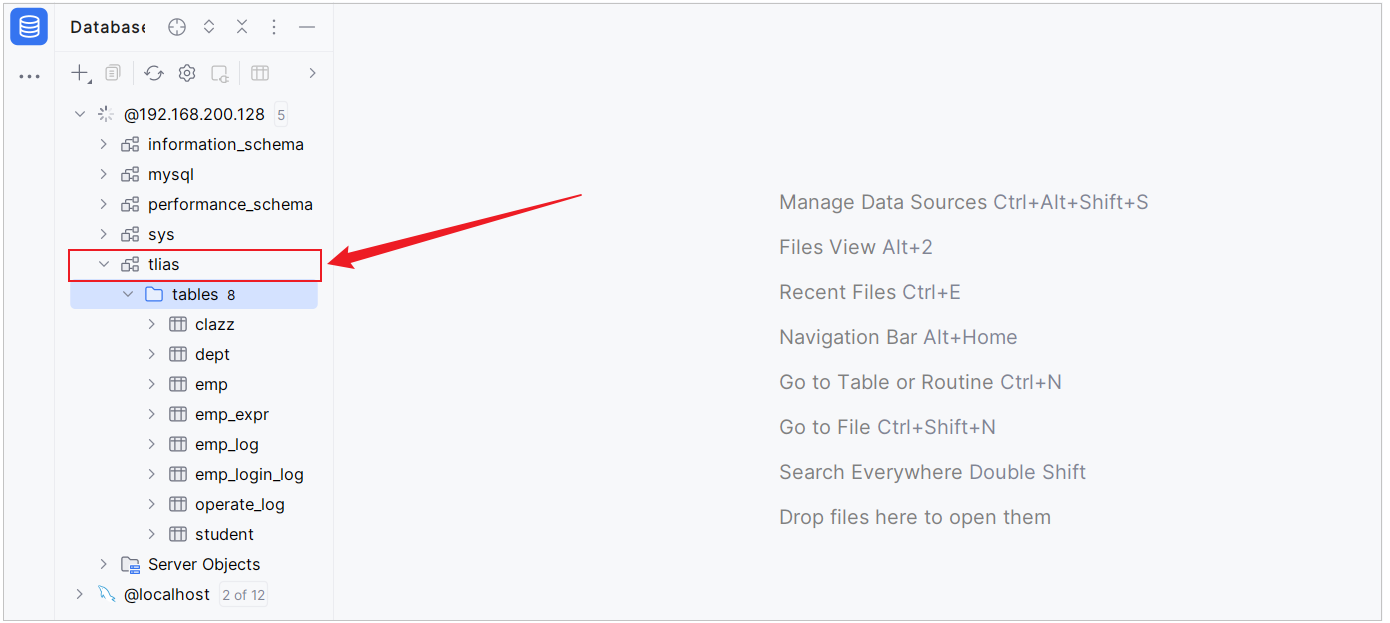 Database
@192.168.200.128 5
information_schema
mysql
performance_schema
sys
tlias
tables 8
clazz
dept
emp
emp_expr
emp_log
emp_login_log
operate_log
student
Server Objects
@localhost 2 of 12
Manage Data Sources Ctrl+Alt+Shift+S
Files View Alt+2
Recent Files Ctrl+E
Navigation Bar Alt+Home
Go to Table or Routine Ctrl+N
Go to File Ctrl+Shift+N
Search Everywhere Double Shift
Drop files here to open them